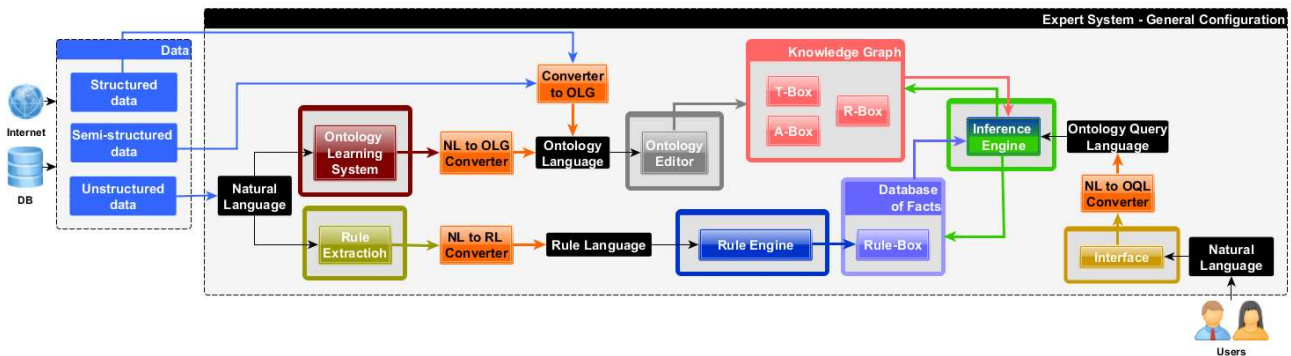 Expert System - General Configuration
Data
Structured
data
Semi-structured
data
Unstructured
data
Internet
DB
Natural
Language
Ontology
Learning
System
NL to OLG
Converter
Converter
to OLG
Ontology
Language
Ontology
Editor
Knowledge Graph
T-Box
A-Box
R-Box
Inference
Engine
Ontology Query
Language
NL to OQL
Converter
Interface
Natural
Language
Users
Rule
Extraction
NL to RL
Converter
Rule Language
Rule Engine
Database
of Facts
Rule-Box